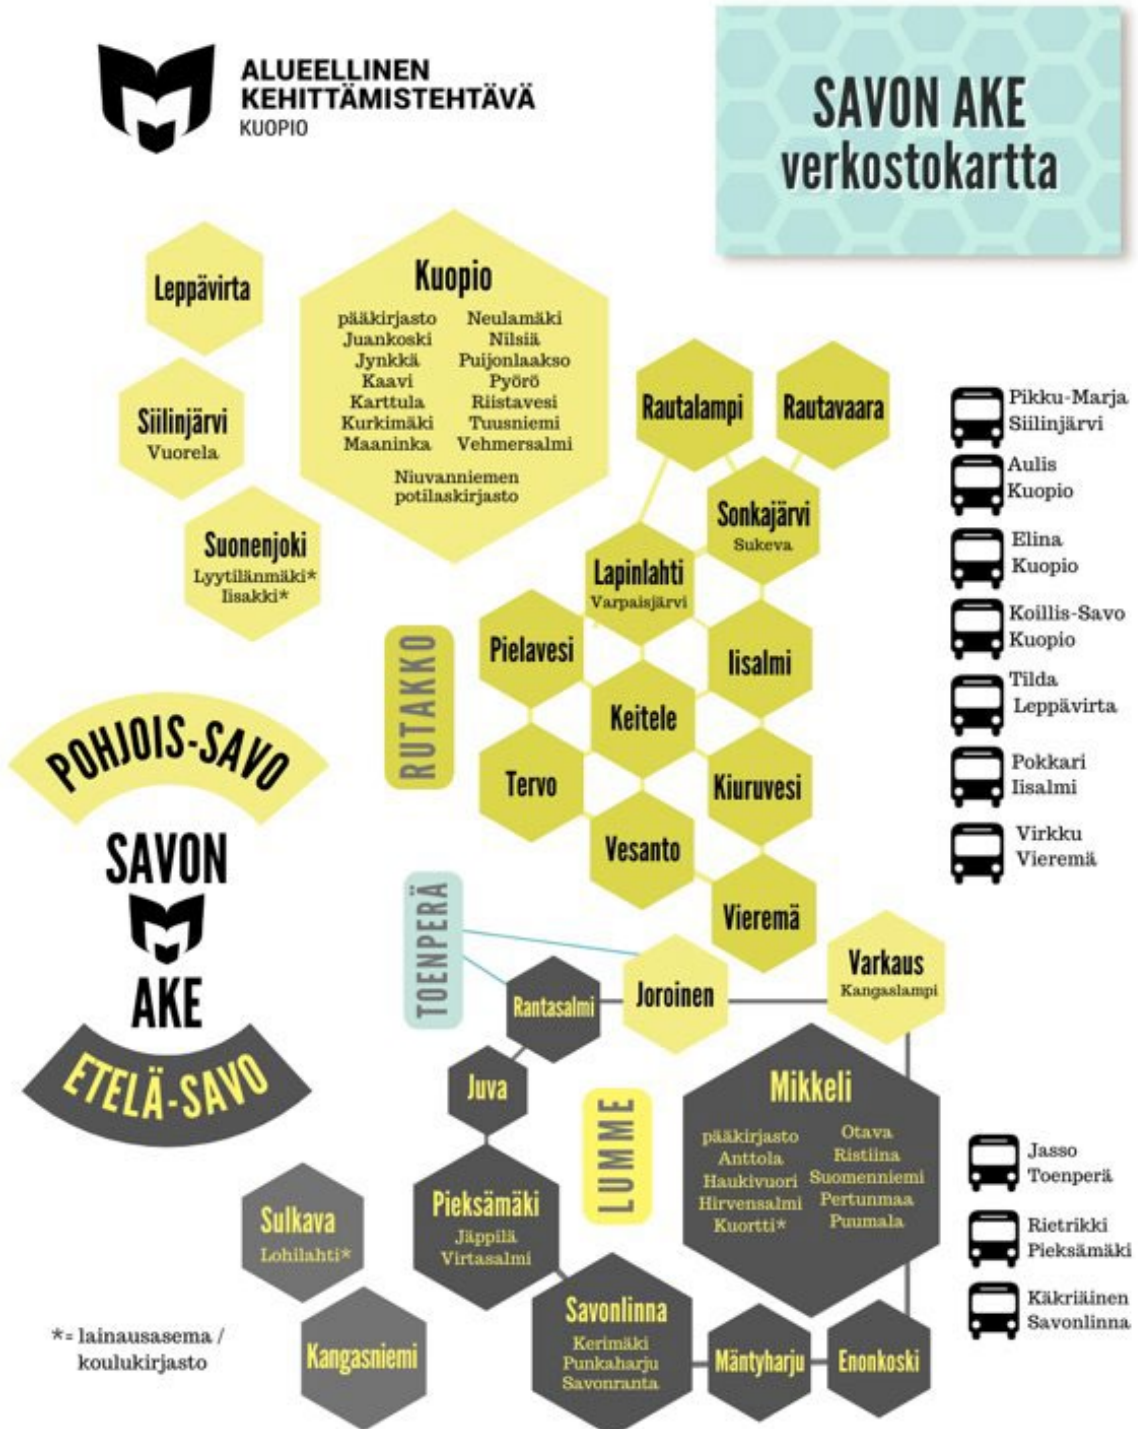 ALUEELLINEN
KEHITTÄMISTEHTÄVÄ
KUOPIO
SAVON AKE
verkostokartta
Leppävirta
Siilinjärvi
Vuorela
Suonenjoki
Lyytilänmäki*
Iisakki*
Kuopio
pääkirjasto
Juankoski
Jynkkä
Kaavi
Karttula
Kurkimäki
Maaninka
Neulamäki
Nilsiä
Puijonlaakso
Pyörö
Riistavesi
Tuusniemi
Vehmersalmi
Niuvanniemen
potilaskirjasto
Rautalampi
Rautavaara
Sonkajärvi
Sukeva
Lapinlahti
Varpaisjärvi
Pielavesi
Iisalmi
Keitele
Tervo
Kiuruvesi
Vesanto
Vieremä
RUTAKKO
Pikku-Marja
Siilinjärvi
Aulis
Kuopio
Elina
Kuopio
Koillis-Savo
Kuopio
Tilda
Leppävirta
Pokkari
Iisalmi
Virkku
Vieremä
POHJOIS-SAVO
SAVON
AKE
ETELÄ-SAVO
TOENPERÄ
Rantasalmi
Joroinen
Varkaus
Kangaslampi
Juva
LUMME
Mikkeli
pääkirjasto
Anttola
Haukivuori
Hirvensalmi
Kuortti*
Otava
Ristiina
Suomenniemi
Pertunmaa
Puumala
Pieksämäki
Jäppilä
Virtasalmi
Sulkava
Lohilahti*
Kangasniemi
Savonlinna
Kerimäki
Punkaharju
Savonranta
Mäntyharju
Enonkoski
Jasso
Toenperä
Rietrikki
Pieksämäki
Käkriäinen
Savonlinna
*= lainausasema /
koulukirjasto